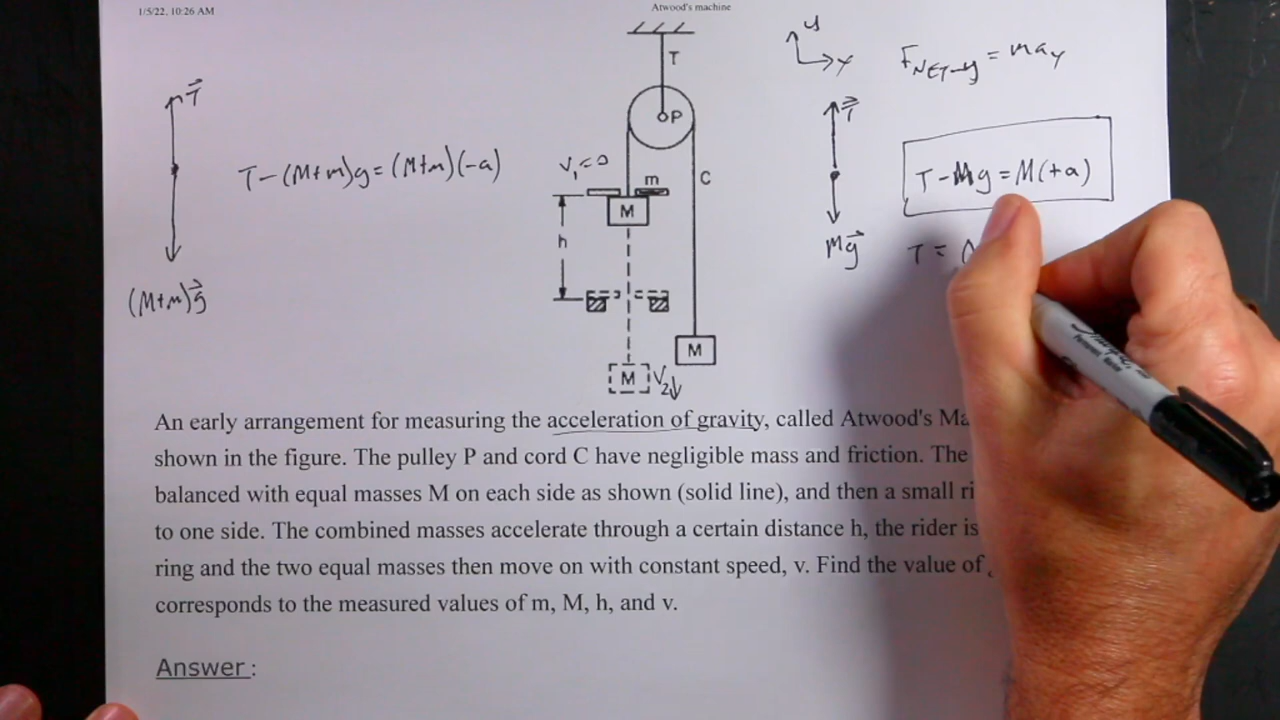 1/5/22, 10:26 AM
Atwood's machine
T
P
C
m
M
h
M
M
V₁=0
V₂↓
T⃗
(M+m)g⃗
T-(M+m)g=(M+m)(-a)
y
x
F_NET-y = may
T⃗
Mg⃗
T-Mg=M(+a)
T =
An early arrangement for measuring the acceleration of gravity, called Atwood's
shown in the figure. The pulley P and cord C have negligible mass and friction. The
balanced with equal masses M on each side as shown (solid line), and then a small
to one side. The combined masses accelerate through a certain distance h, the rider is
ring and the two equal masses then move on with constant speed, v. Find the value of
corresponds to the measured values of m, M, h, and v.
Answer :